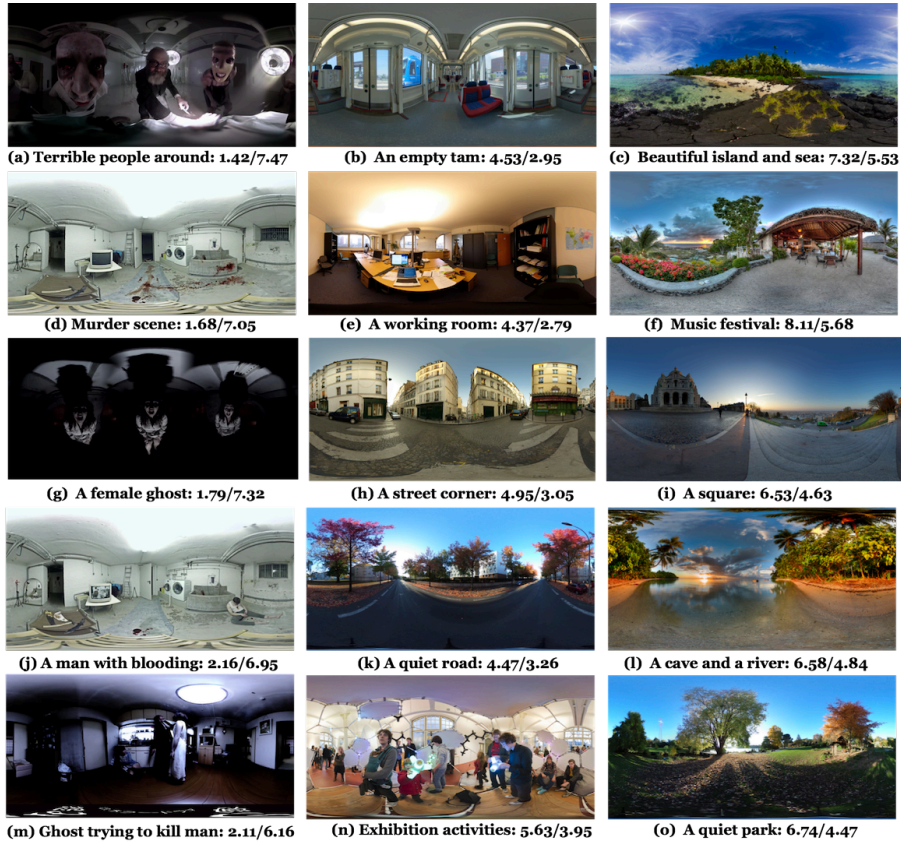 (a) Terrible people around: 1.42/7.47
(b) An empty tam: 4.53/2.95
(c) Beautiful island and sea: 7.32/5.53
(d) Murder scene: 1.68/7.05
(e) A working room: 4.37/2.79
(f) Music festival: 8.11/5.68
(g) A female ghost: 1.79/7.32
(h) A street corner: 4.95/3.05
(i) A square: 6.53/4.63
(j) A man with blooding: 2.16/6.95
(k) A quiet road: 4.47/3.26
(l) A cave and a river: 6.58/4.84
(m) Ghost trying to kill man: 2.11/6.16
(n) Exhibition activities: 5.63/3.95
(o) A quiet park: 6.74/4.47